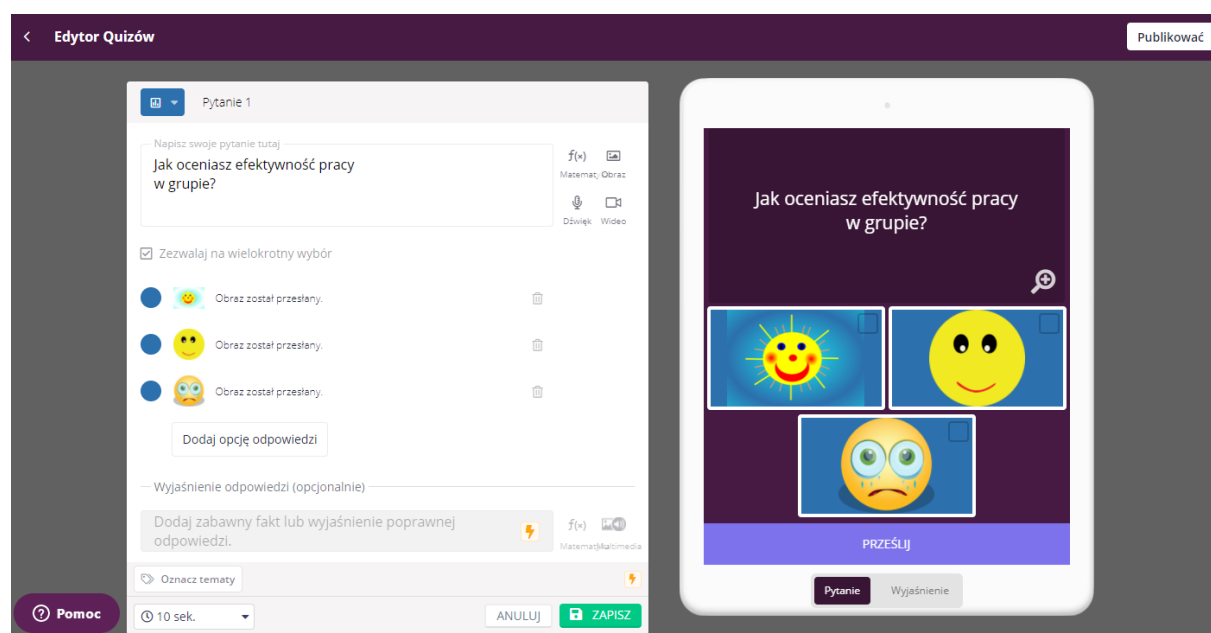 Edytor Quizów
Publikować
Pytanie 1
Napisz swoje pytanie tutaj
Jak oceniasz efektywność pracy
w grupie?
f(×)
Obraz
Dźwięk Wideo
Zezwalaj na wielokrotny wybór
Obraz został przesłany.
Obraz został przesłany.
Obraz został przesłany.
Dodaj opcję odpowiedzi
Wyjaśnienie odpowiedzi (opcjonalnie)
Dodaj zabawny fakt lub wyjaśnienie poprawnej
odpowiedzi.
f(×)
Oznacz tematy
Pomoc
10 sek.
ANULUJ
ZAPISZ
Jak oceniasz efektywność pracy
w grupie?
PRZEŚLIJ
Pytanie Wyjaśnienie